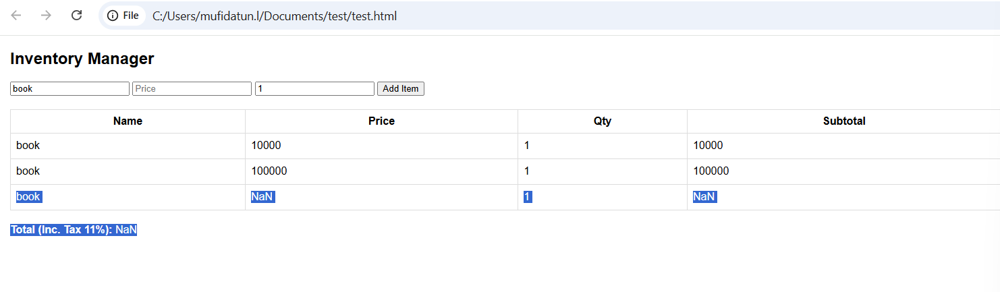 File C:/Users/mufidatun.l/Documents/test/test.html
Inventory Manager
book Price 1 Add Item
Name Price Qty Subtotal
book 10000 1 10000
book 100000 1 100000
book NaN 1 NaN
Total (Inc. Tax 11%): NaN